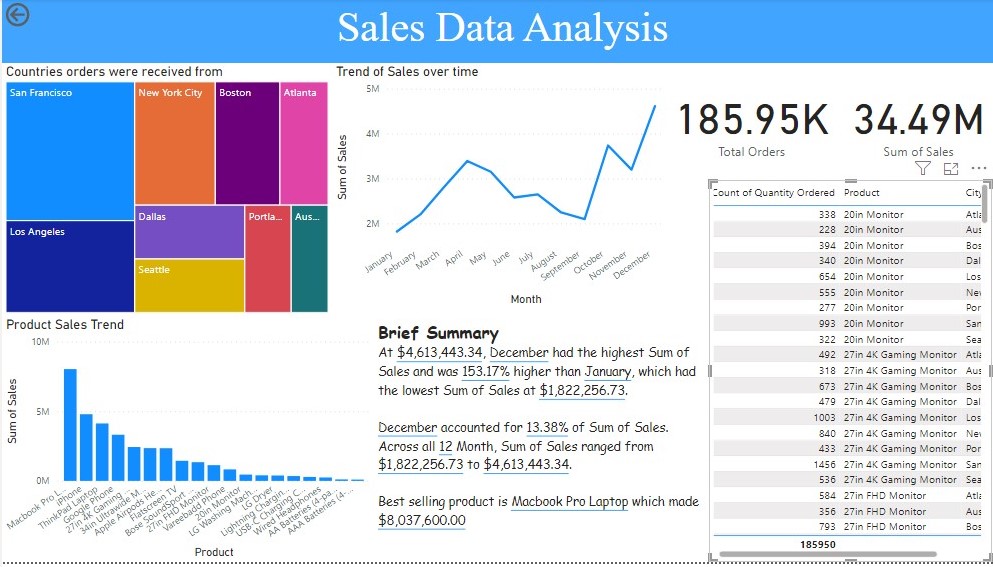 Sales Data Analysis
Countries orders were received from
San Francisco
New York City
Boston
Atlanta
Los Angeles
Dallas
Seattle
Portla...
Aus...
Trend of Sales over time
Sum of Sales
5M
4M
3M
2M
January
February
March
April
May
June
July
August
September
October
November
December
Month
185.95K
Total Orders
34.49M
Sum of Sales
Count of Quantity Ordered Product City
338 20in Monitor Atla
228 20in Monitor Aus
394 20in Monitor Bos
340 20in Monitor Dal
654 20in Monitor Los
555 20in Monitor Nev
277 20in Monitor Por
993 20in Monitor San
322 20in Monitor Sea
492 27in 4K Gaming Monitor Atla
318 27in 4K Gaming Monitor Aus
673 27in 4K Gaming Monitor Bos
479 27in 4K Gaming Monitor Dal
1003 27in 4K Gaming Monitor Los
840 27in 4K Gaming Monitor Nev
433 27in 4K Gaming Monitor Por
1456 27in 4K Gaming Monitor San
536 27in 4K Gaming Monitor Sea
584 27in FHD Monitor Atla
356 27in FHD Monitor Aus
793 27in FHD Monitor Bos
185950
Product Sales Trend
Sum of Sales
10M
5M
0M
Macbook Pro L...
iPhone
ThinkPad Laptop
Google Phone
27in 4K Gaming ...
34in Ultrawide M...
Apple Airpods He...
Flatscreen TV
Bose SoundSport ...
27in FHD Monitor
Vareebadd Phone
20in Monitor
LG Washing Mach...
LG Dryer
Lightning Chargin...
USB-C Charging C...
Wired Headphones
AA Batteries (4-pa...
AAA Batteries (4-...
Product
Brief Summary
At $4,613,443.34, December had the highest Sum of
Sales and was 153.17% higher than January, which had
the lowest Sum of Sales at $1,822,256.73.
December accounted for 13.38% of Sum of Sales.
Across all 12 Month, Sum of Sales ranged from
$1,822,256.73 to $4,613,443.34.
Best selling product is Macbook Pro Laptop which made
$8,037,600.00